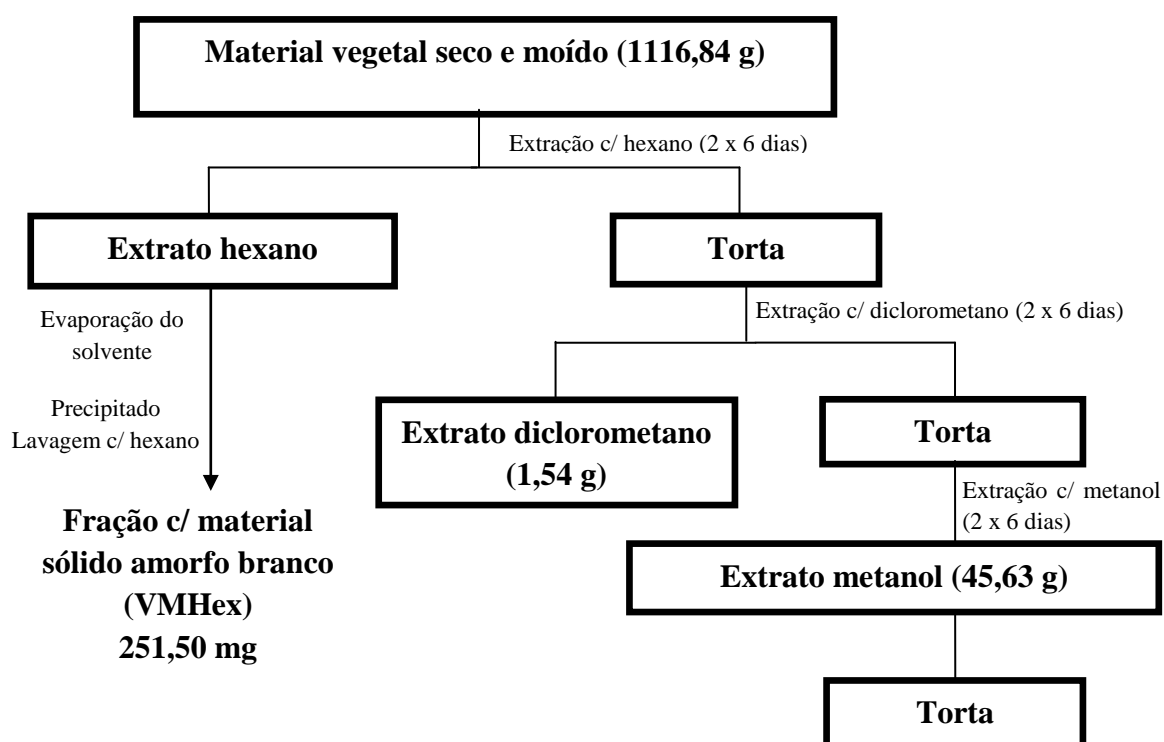 Material vegetal seco e moído (1116,84 g)
Extração c/ hexano (2 x 6 dias)
Extrato hexano
Torta
Evaporação do
solvente
Precipitado
Lavagem c/ hexano
Extração c/ diclorometano (2 x 6 dias)
Extrato diclorometano
(1,54 g)
Torta
Fração c/ material
sólido amorfo branco
(VMHex)
251,50 mg
Extração c/ metanol
(2 x 6 dias)
Extrato metanol (45,63 g)
Torta